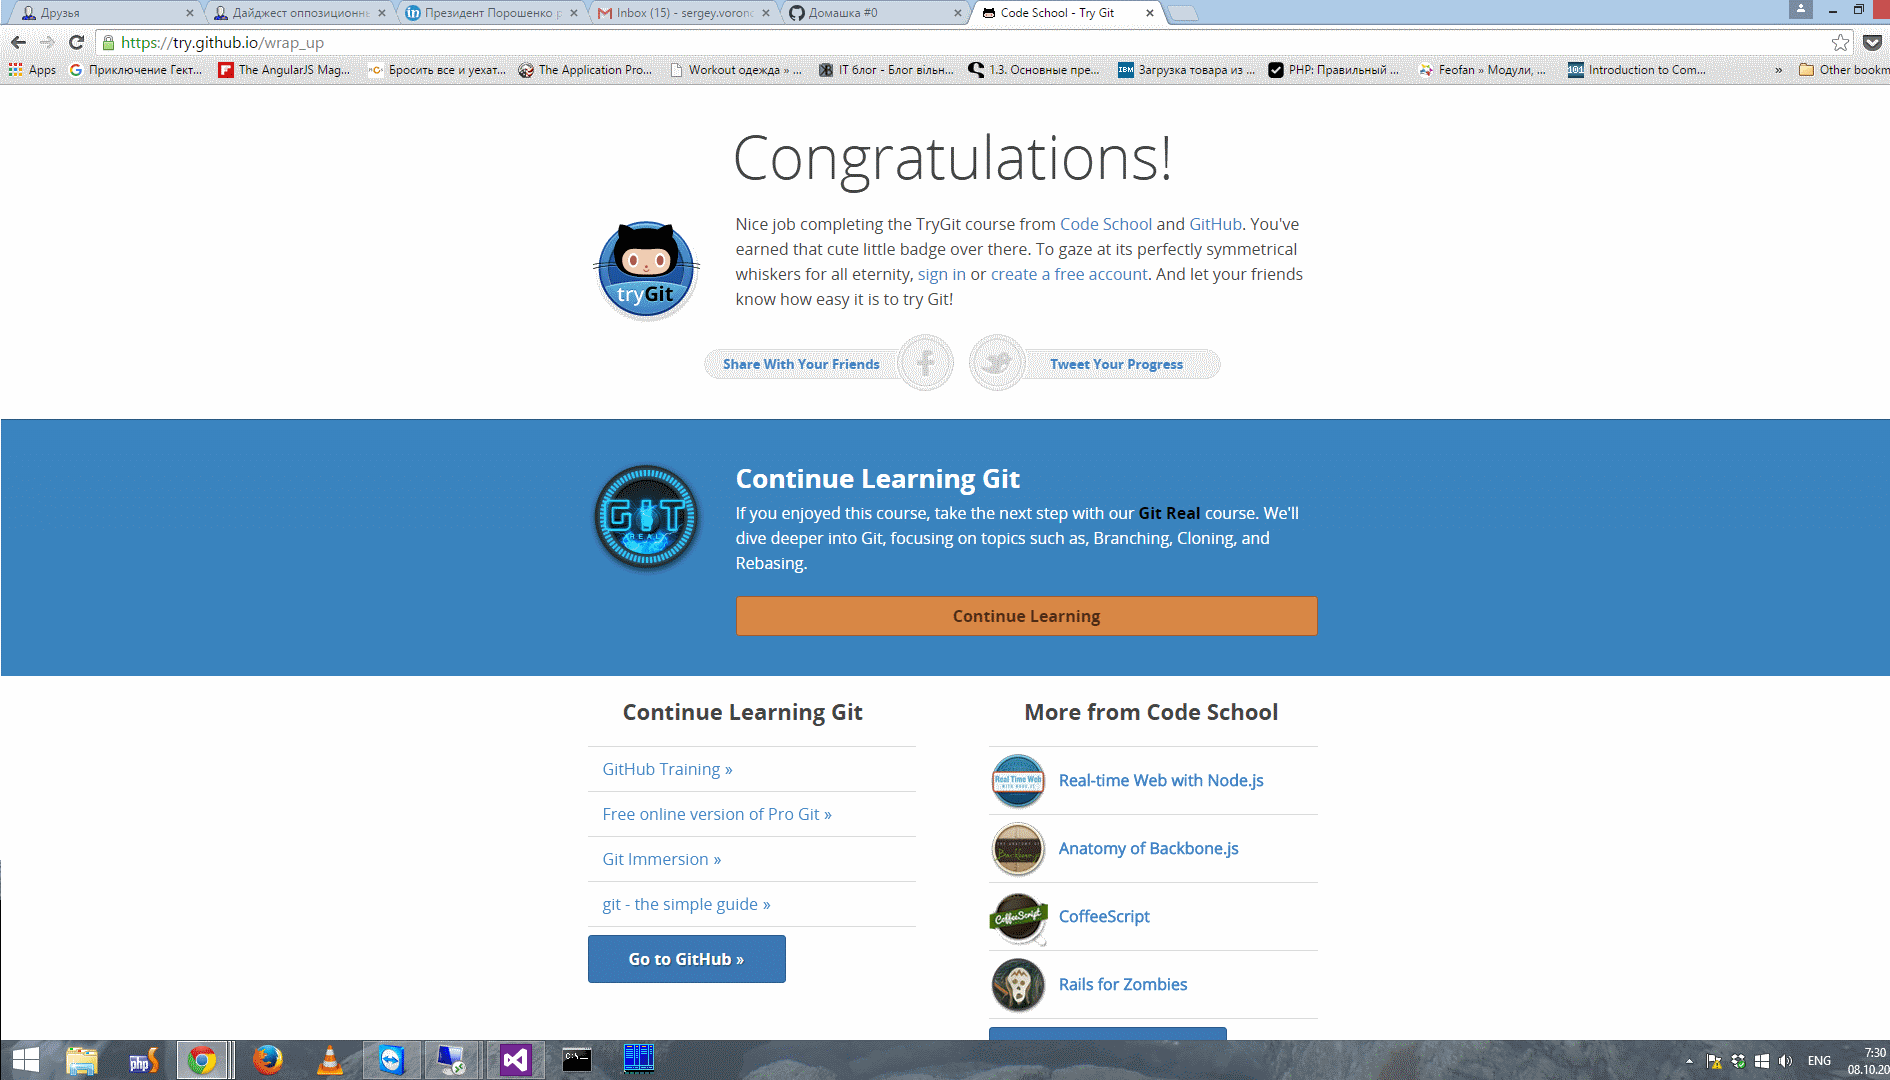 Друзья
Дайджест оппозиционн
Президент Порошенко р
Inbox (15) - sergey.voronc
Домашка #0
Code School - Try Git
https://try.github.io/wrap_up
Apps
Приключение Гект...
The AngularJS Mag...
Бросить все и уехат...
The Application Pro...
Workout одежда » ...
IT блог - Блог вільн...
1.3. Основные пре...
Загрузка товара из ...
PHP: Правильный ...
Feofan » Модули, ...
Introduction to Com...
»
Other bookm
Congratulations!
Nice job completing the TryGit course from Code School and GitHub. You've
earned that cute little badge over there. To gaze at its perfectly symmetrical
whiskers for all eternity, sign in or create a free account. And let your friends
know how easy it is to try Git!
tryGit
Share With Your Friends
Tweet Your Progress
Continue Learning Git
If you enjoyed this course, take the next step with our Git Real course. We'll
dive deeper into Git, focusing on topics such as, Branching, Cloning, and
Rebasing.
GIT
REAL
Continue Learning
Continue Learning Git
GitHub Training »
Free online version of Pro Git »
Git Immersion »
git - the simple guide »
Go to GitHub »
More from Code School
Real Time Web
WITH NODE.JS
Real-time Web with Node.js
Anatomy of Backbone.js
CoffeeScript
CoffeeScript
Rails for Zombies
php
C:\_
ENG
7:30
08.10.20